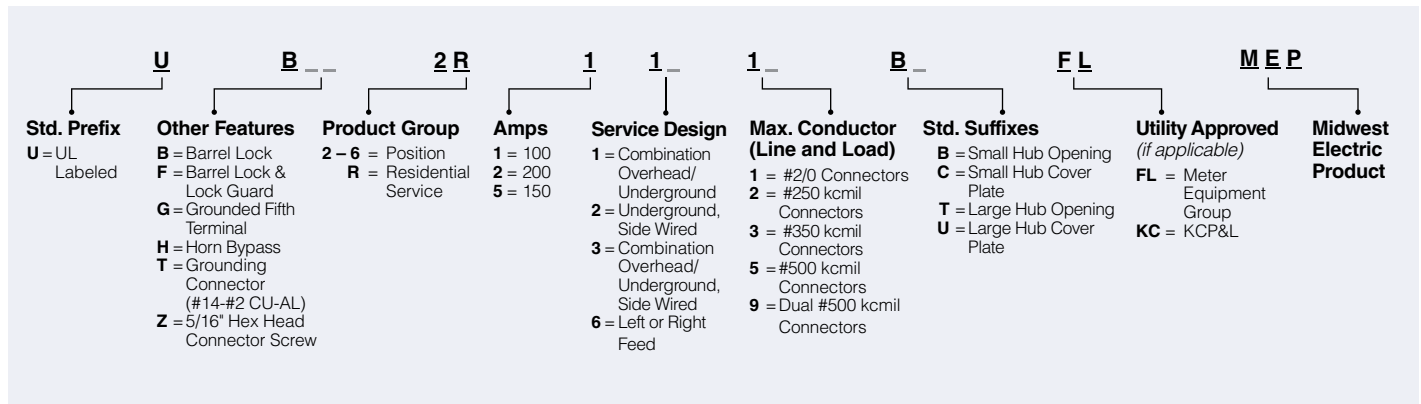 U B _ _ 2 R 1 1 _ 1 _ B _ F L M E P
Std. Prefix
U = UL
Labeled
Other Features
B = Barrel Lock
F = Barrel Lock &
Lock Guard
G = Grounded Fifth
Terminal
H = Horn Bypass
T = Grounding
Connector
(#14-#2 CU-AL)
Z = 5/16" Hex Head
Connector Screw
Product Group
2 – 6 = Position
R = Residential
Service
Amps
1 = 100
2 = 200
5 = 150
Service Design
1 = Combination
Overhead/
Underground
2 = Underground,
Side Wired
3 = Combination
Overhead/
Underground,
Side Wired
6 = Left or Right
Feed
Max. Conductor
(Line and Load)
1 = #2/0 Connectors
2 = #250 kcmil
Connectors
3 = #350 kcmil
Connectors
5 = #500 kcmil
Connectors
9 = Dual #500 kcmil
Connectors
Std. Suffixes
B = Small Hub Opening
C = Small Hub Cover
Plate
T = Large Hub Opening
U = Large Hub Cover
Plate
Utility Approved
(if applicable)
FL = Meter
Equipment
Group
KC = KCP&L
Midwest
Electric
Product